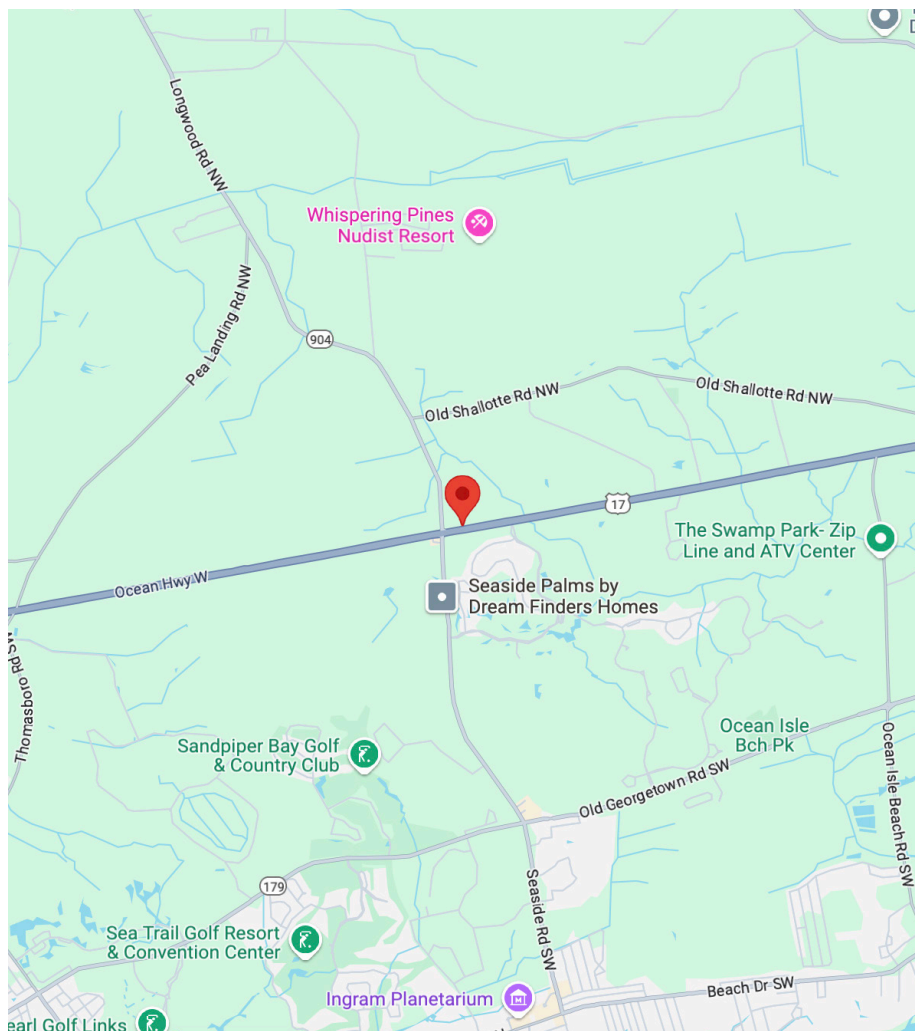 Longwood Rd NW
Whispering Pines
Nudist Resort
Pea Landing Rd NW
904
Old Shallotte Rd NW
Old Shallotte Rd NW
17
The Swamp Park- Zip
Line and ATV Center
Ocean Hwy W
Seaside Palms by
Dream Finders Homes
Thomasboro Rd SW
Ocean Isle
Bch Pk
Sandpiper Bay Golf
& Country Club
Old Georgetown Rd SW
Ocean Isle Beach Rd SW
179
Seaside Rd SW
Sea Trail Golf Resort
& Convention Center
Ingram Planetarium
Beach Dr SW
earl Golf Links